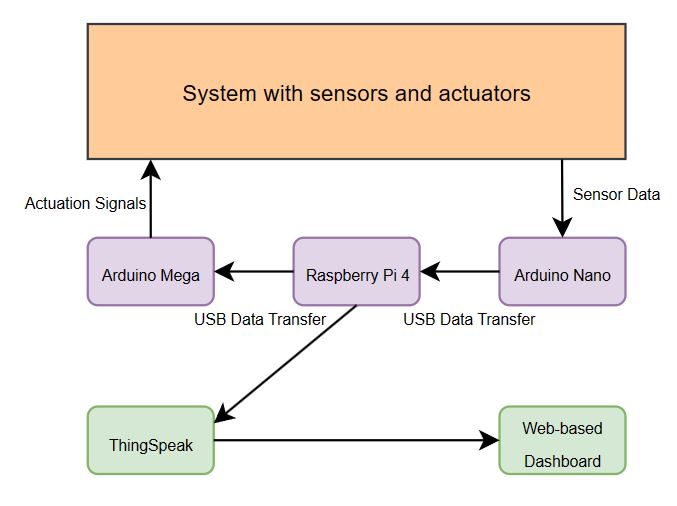 System with sensors and actuators
Actuation Signals
Sensor Data
Arduino Mega
Raspberry Pi 4
Arduino Nano
USB Data Transfer
USB Data Transfer
ThingSpeak
Web-based
Dashboard